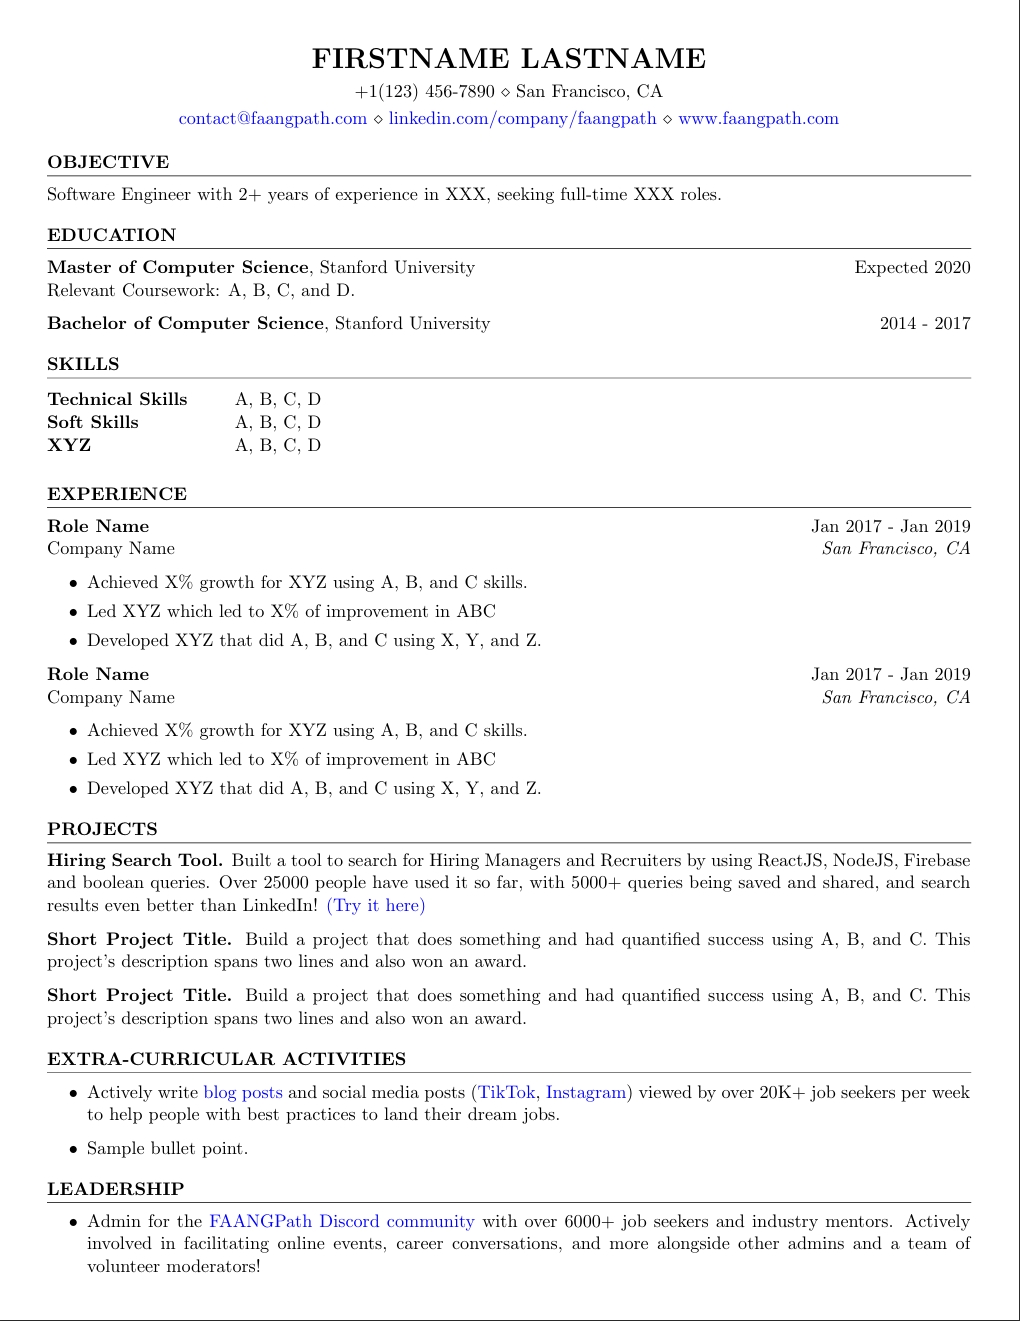 FIRSTNAME LASTNAME
+1(123) 456-7890 ⋄ San Francisco, CA
contact@faangpath.com ⋄ linkedin.com/company/faangpath ⋄ www.faangpath.com
OBJECTIVE
Software Engineer with 2+ years of experience in XXX, seeking full-time XXX roles.
EDUCATION
Master of Computer Science, Stanford University Expected 2020
Relevant Coursework: A, B, C, and D.
Bachelor of Computer Science, Stanford University 2014 - 2017
SKILLS
Technical Skills A, B, C, D
Soft Skills A, B, C, D
XYZ A, B, C, D
EXPERIENCE
Role Name Jan 2017 - Jan 2019
Company Name San Francisco, CA
• Achieved X% growth for XYZ using A, B, and C skills.
• Led XYZ which led to X% of improvement in ABC
• Developed XYZ that did A, B, and C using X, Y, and Z.
Role Name Jan 2017 - Jan 2019
Company Name San Francisco, CA
• Achieved X% growth for XYZ using A, B, and C skills.
• Led XYZ which led to X% of improvement in ABC
• Developed XYZ that did A, B, and C using X, Y, and Z.
PROJECTS
Hiring Search Tool. Built a tool to search for Hiring Managers and Recruiters by using ReactJS, NodeJS, Firebase
and boolean queries. Over 25000 people have used it so far, with 5000+ queries being saved and shared, and search
results even better than LinkedIn! (Try it here)
Short Project Title. Build a project that does something and had quantified success using A, B, and C. This
project's description spans two lines and also won an award.
Short Project Title. Build a project that does something and had quantified success using A, B, and C. This
project's description spans two lines and also won an award.
EXTRA-CURRICULAR ACTIVITIES
• Actively write blog posts and social media posts (TikTok, Instagram) viewed by over 20K+ job seekers per week
to help people with best practices to land their dream jobs.
• Sample bullet point.
LEADERSHIP
• Admin for the FAANGPath Discord community with over 6000+ job seekers and industry mentors. Actively
involved in facilitating online events, career conversations, and more alongside other admins and a team of
volunteer moderators!